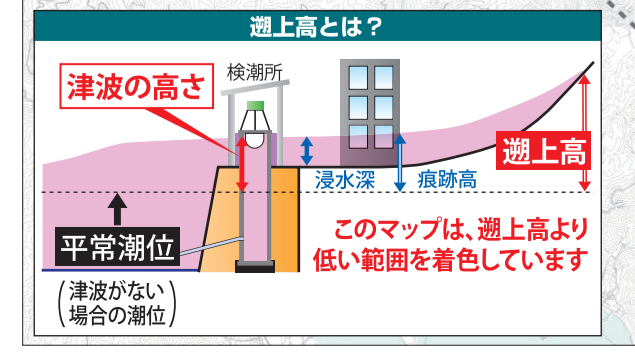 遡上高とは？
津波の高さ
検潮所
遡上高
浸水深
痕跡高
平常潮位
(津波がない
場合の潮位)
このマップは、遡上高より
低い範囲を着色しています